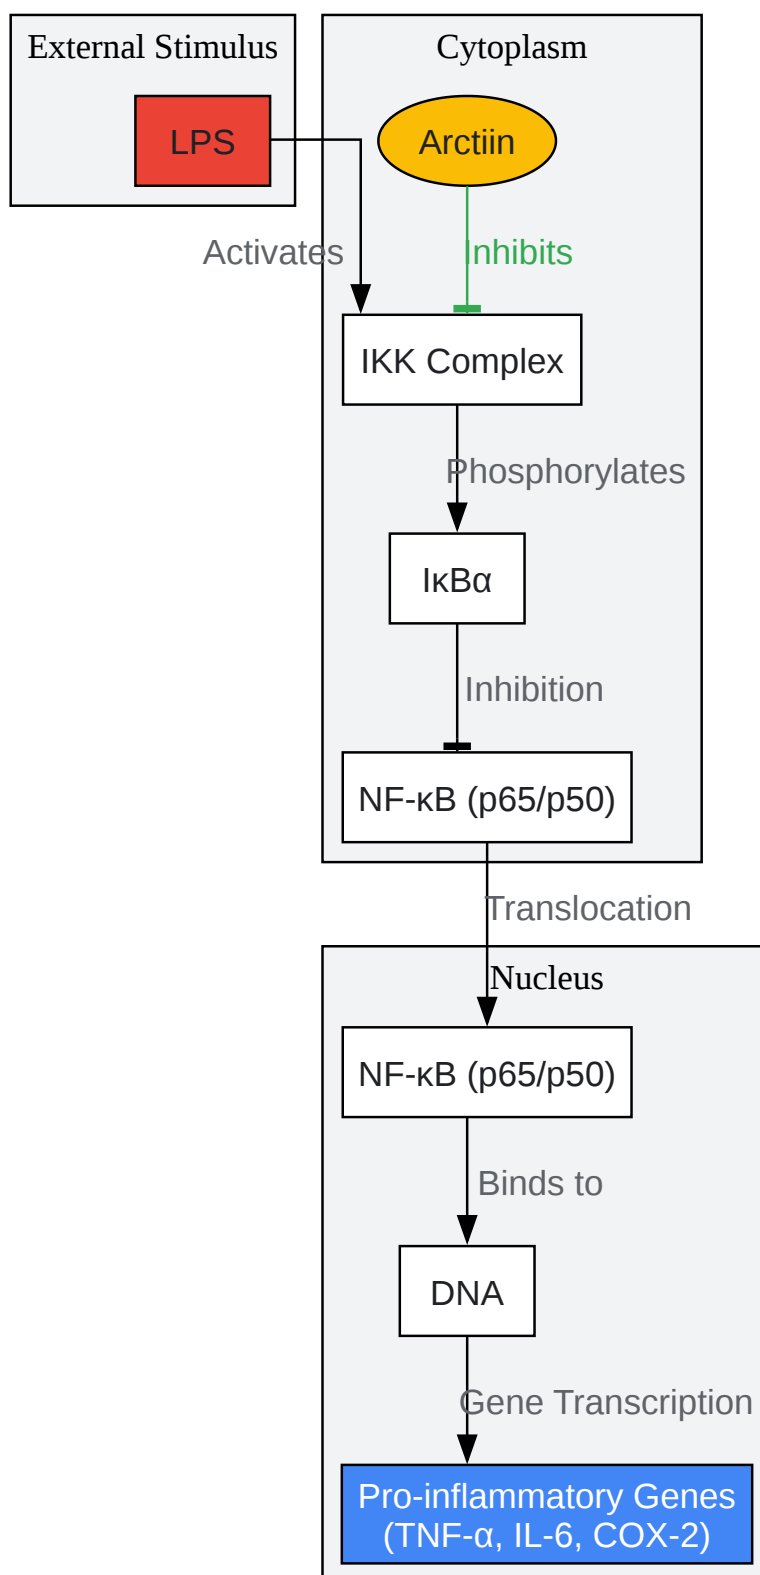 External Stimulus
Cytoplasm
LPS
Arctiin
Activates
Inhibits
IKK Complex
Phosphorylates
IκBα
Inhibition
NF-κB (p65/p50)
Translocation
Nucleus
NF-κB (p65/p50)
Binds to
DNA
Gene Transcription
Pro-inflammatory Genes
(TNF-α, IL-6, COX-2)